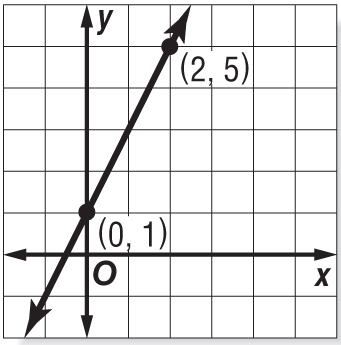 y
(2, 5)
(0, 1)
O
x